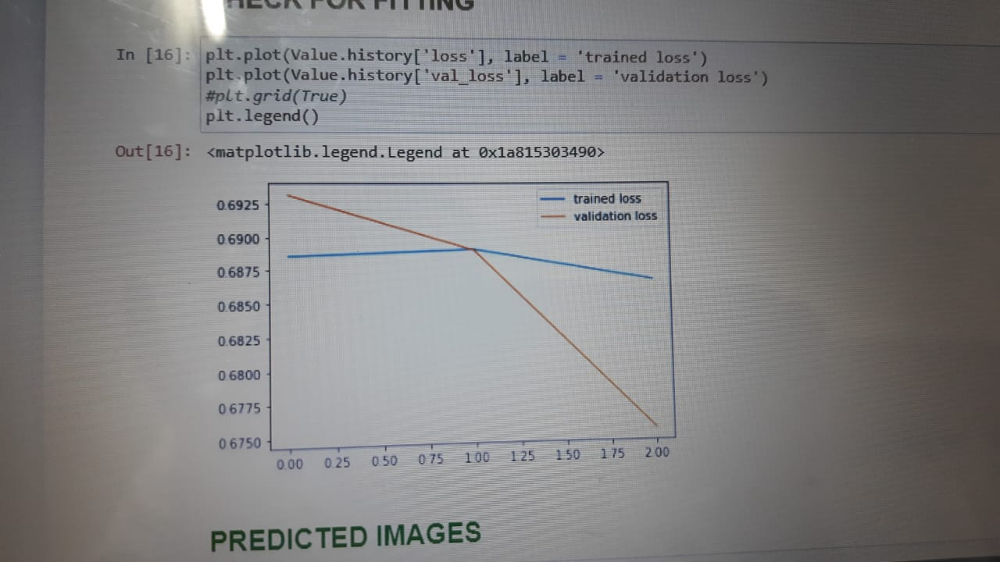 CHECK FOR FITTING
In [16]: plt.plot(Value.history['loss'], label = 'trained loss')
plt.plot(Value.history['val_loss'], label = 'validation loss')
#plt.grid(True)
plt.legend()
Out[16]: <matplotlib.legend.Legend at 0x1a815303490>
trained loss
validation loss
0.6925
0.6900
0.6875
0.6850
0.6825
0.6800
0.6775
0.6750
0.00 0.25 0.50 0.75 1.00 1.25 1.50 1.75 2.00
PREDICTED IMAGES